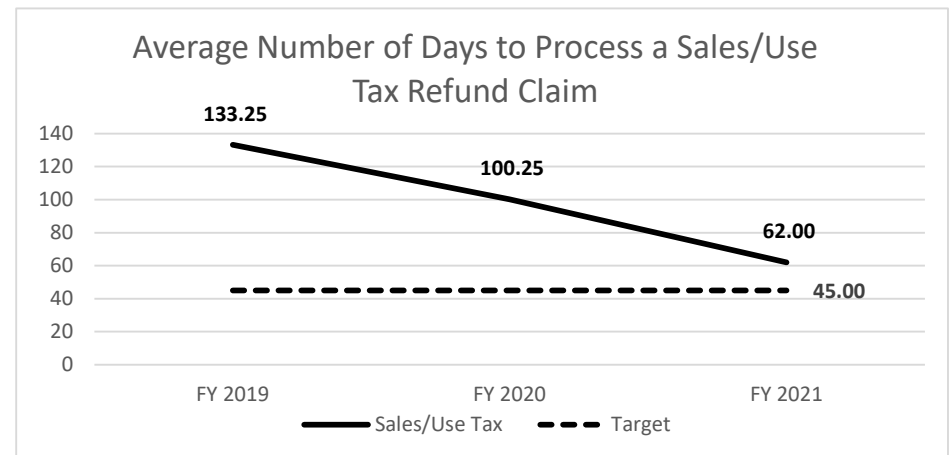 Average Number of Days to Process a Sales/Use
Tax Refund Claim
133.25
140
120
100.25
100
80
62.00
60
45.00
40
20
0
FY 2019
FY 2020
FY 2021
Sales/Use Tax
Target